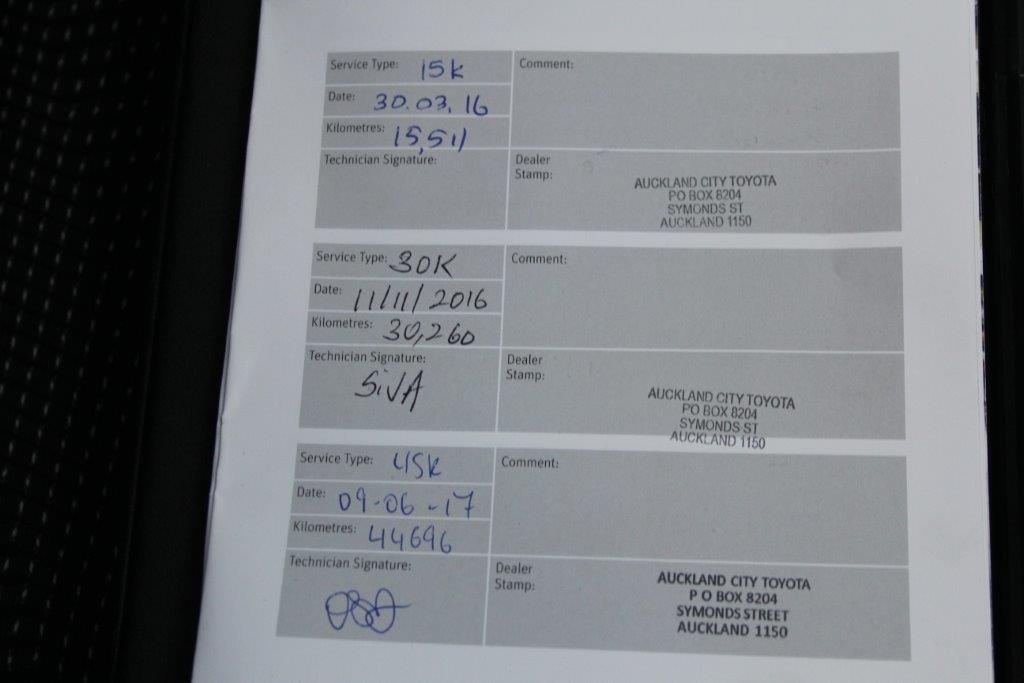 Service Type: 15K
Comment:
Date: 30.03.16
Kilometres: 15,511
Technician Signature:
Dealer
Stamp:
AUCKLAND CITY TOYOTA
PO BOX 8204
SYMONDS ST
AUCKLAND 1150
Service Type: 30K
Comment:
Date: 11/11/2016
Kilometres: 30,260
Technician Signature:
SiVA
Dealer
Stamp:
AUCKLAND CITY TOYOTA
PO BOX 8204
SYMONDS ST
AUCKLAND 1150
Service Type: 45K
Comment:
Date: 09-06-17
Kilometres: 44696
Technician Signature:
Dealer
Stamp:
AUCKLAND CITY TOYOTA
P O BOX 8204
SYMONDS STREET
AUCKLAND 1150